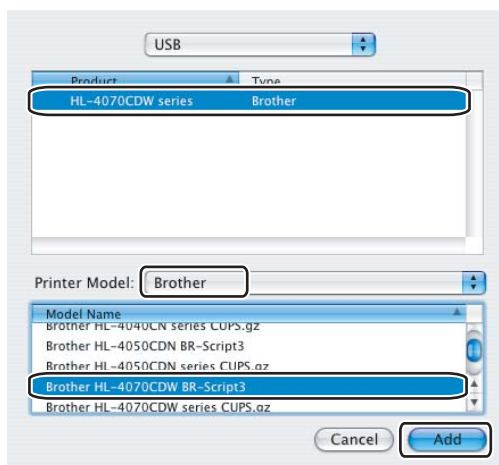 USB
Product Type
HL-4070CDW series Brother
Printer Model: Brother
Model Name
Brother HL-4040CN series CUPS.gz
Brother HL-4050CDN BR-Script3
Brother HL-4050CDN series CUPS.gz
Brother HL-4070CDW BR-Script3
Brother HL-4070CDW series CUPS.gz
Cancel Add